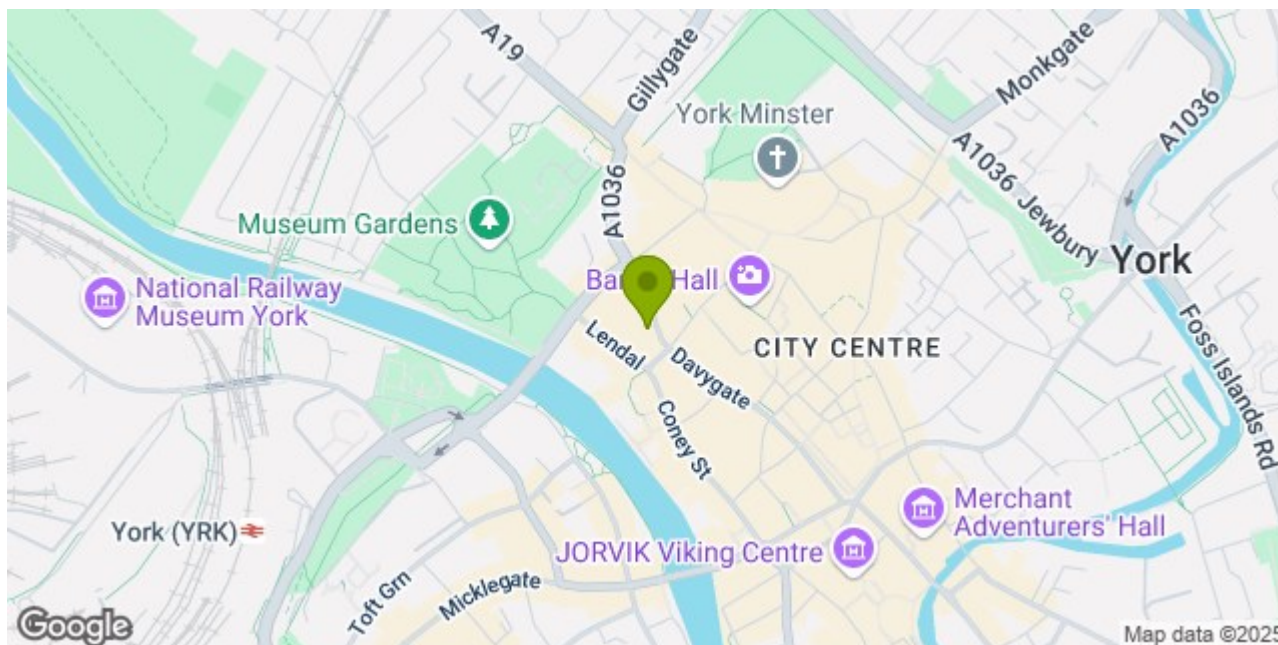 A19
Gillygate
Monkgate
York Minster
A1036
A1036
A1036 Jewbury
Museum Gardens
York
National Railway
Museum York
Hall
Lendal
Davygate
CITY CENTRE
Foss Islands Rd
Coney St
Merchant
Adventurers' Hall
York (YRK)
JORVIK Viking Centre
Toft Grn
Micklegate
Google
Map data ©2025